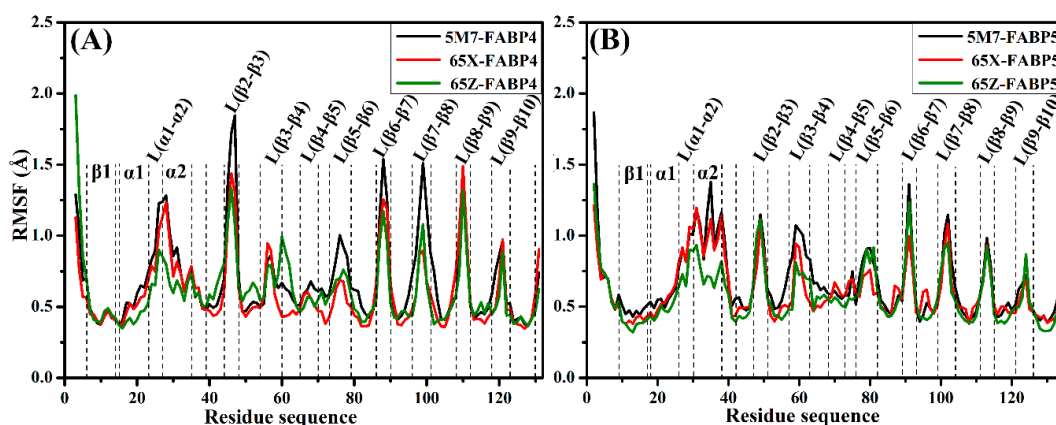 (A)
5M7-FABP4
65X-FABP4
65Z-FABP4
RMSF (Å)
2.5
2.0
1.5
1.0
0.5
0.0
β1
α1
L(α1-α2)
α2
L(β2-β3)
L(β3-β4)
L(β4-β5)
L(β5-β6)
L(β6-β7)
L(β7-β8)
L(β8-β9)
L(β9-β10)
0 20 40 60 80 100 120
Residue sequence
(B)
5M7-FABP5
65X-FABP5
65Z-FABP5
2.5
2.0
1.5
1.0
0.5
0.0
β1
α1
L(α1-α2)
α2
L(β2-β3)
L(β3-β4)
L(β4-β5)
L(β5-β6)
L(β6-β7)
L(β7-β8)
L(β8-β9)
L(β9-β10)
0 20 40 60 80 100 120
Residue sequence